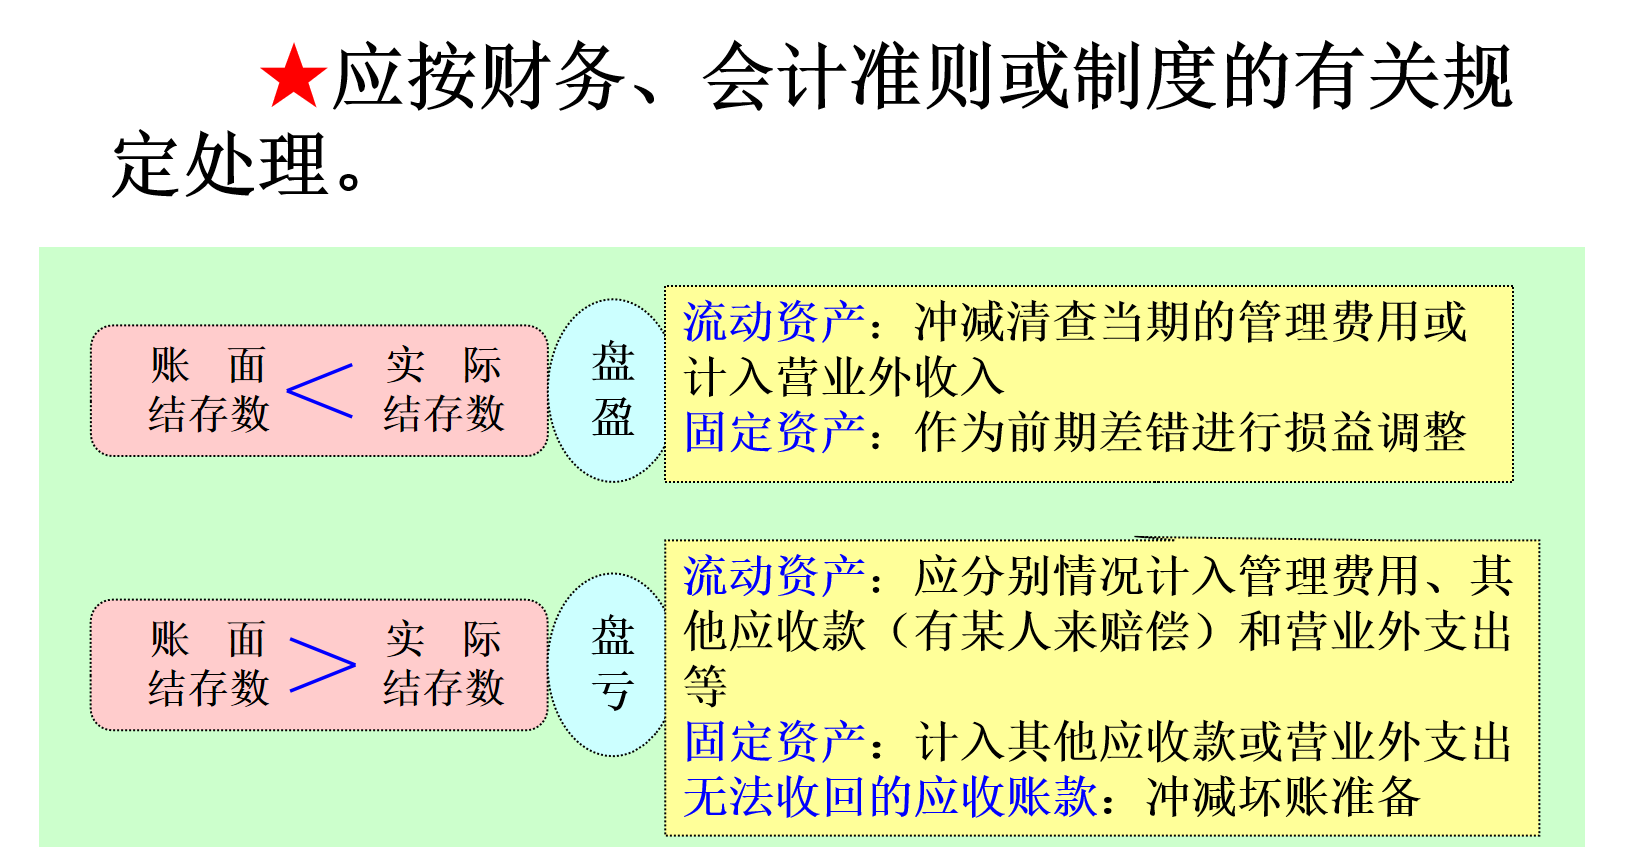 ★应按财务、会计准则或制度的有关规
定处理。
账 面 < 实 际
结存数 结存数
盘
盈
流动资产：冲减清查当期的管理费用或
计入营业外收入
固定资产：作为前期差错进行损益调整
账 面 > 实 际
结存数 结存数
盘
亏
流动资产：应分别情况计入管理费用、其
他应收款（有某人来赔偿）和营业外支出
等
固定资产：计入其他应收款或营业外支出
无法收回的应收账款：冲减坏账准备